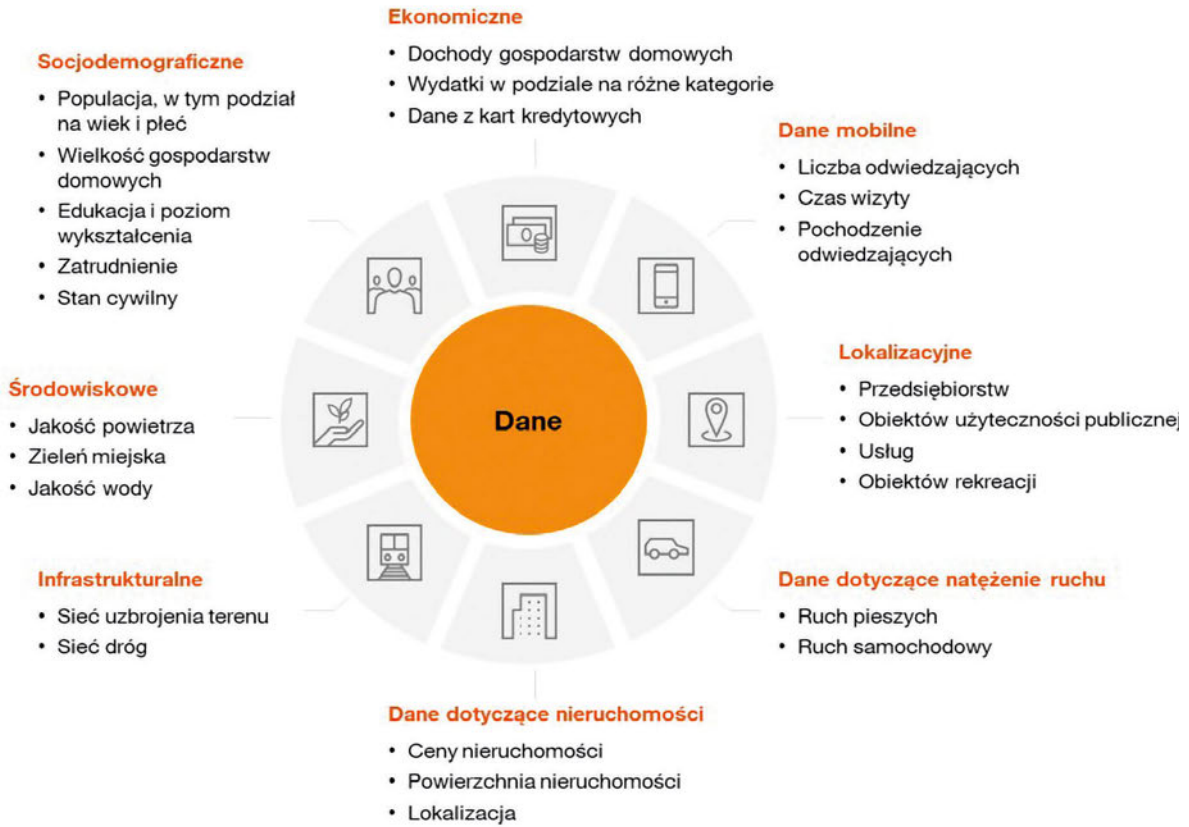 Ekonomiczne
• Dochody gospodarstw domowych
• Wydatki w podziale na różne kategorie
• Dane z kart kredytowych
Socjodemograficzne
• Populacja, w tym podział
na wiek i płeć
• Wielkość gospodarstw
domowych
• Edukacja i poziom
wykształcenia
• Zatrudnienie
• Stan cywilny
Dane mobilne
• Liczba odwiedzających
• Czas wizyty
• Pochodzenie
odwiedzających
Środowiskowe
• Jakość powietrza
• Zieleń miejska
• Jakość wody
Dane
Lokalizacyjne
• Przedsiębiorstw
• Obiektów użyteczności publicznej
• Usług
• Obiektów rekreacji
Infrastrukturalne
• Sieć uzbrojenia terenu
• Sieć dróg
Dane dotyczące natężenie ruchu
• Ruch pieszych
• Ruch samochodowy
Dane dotyczące nieruchomości
• Ceny nieruchomości
• Powierzchnia nieruchomości
• Lokalizacja